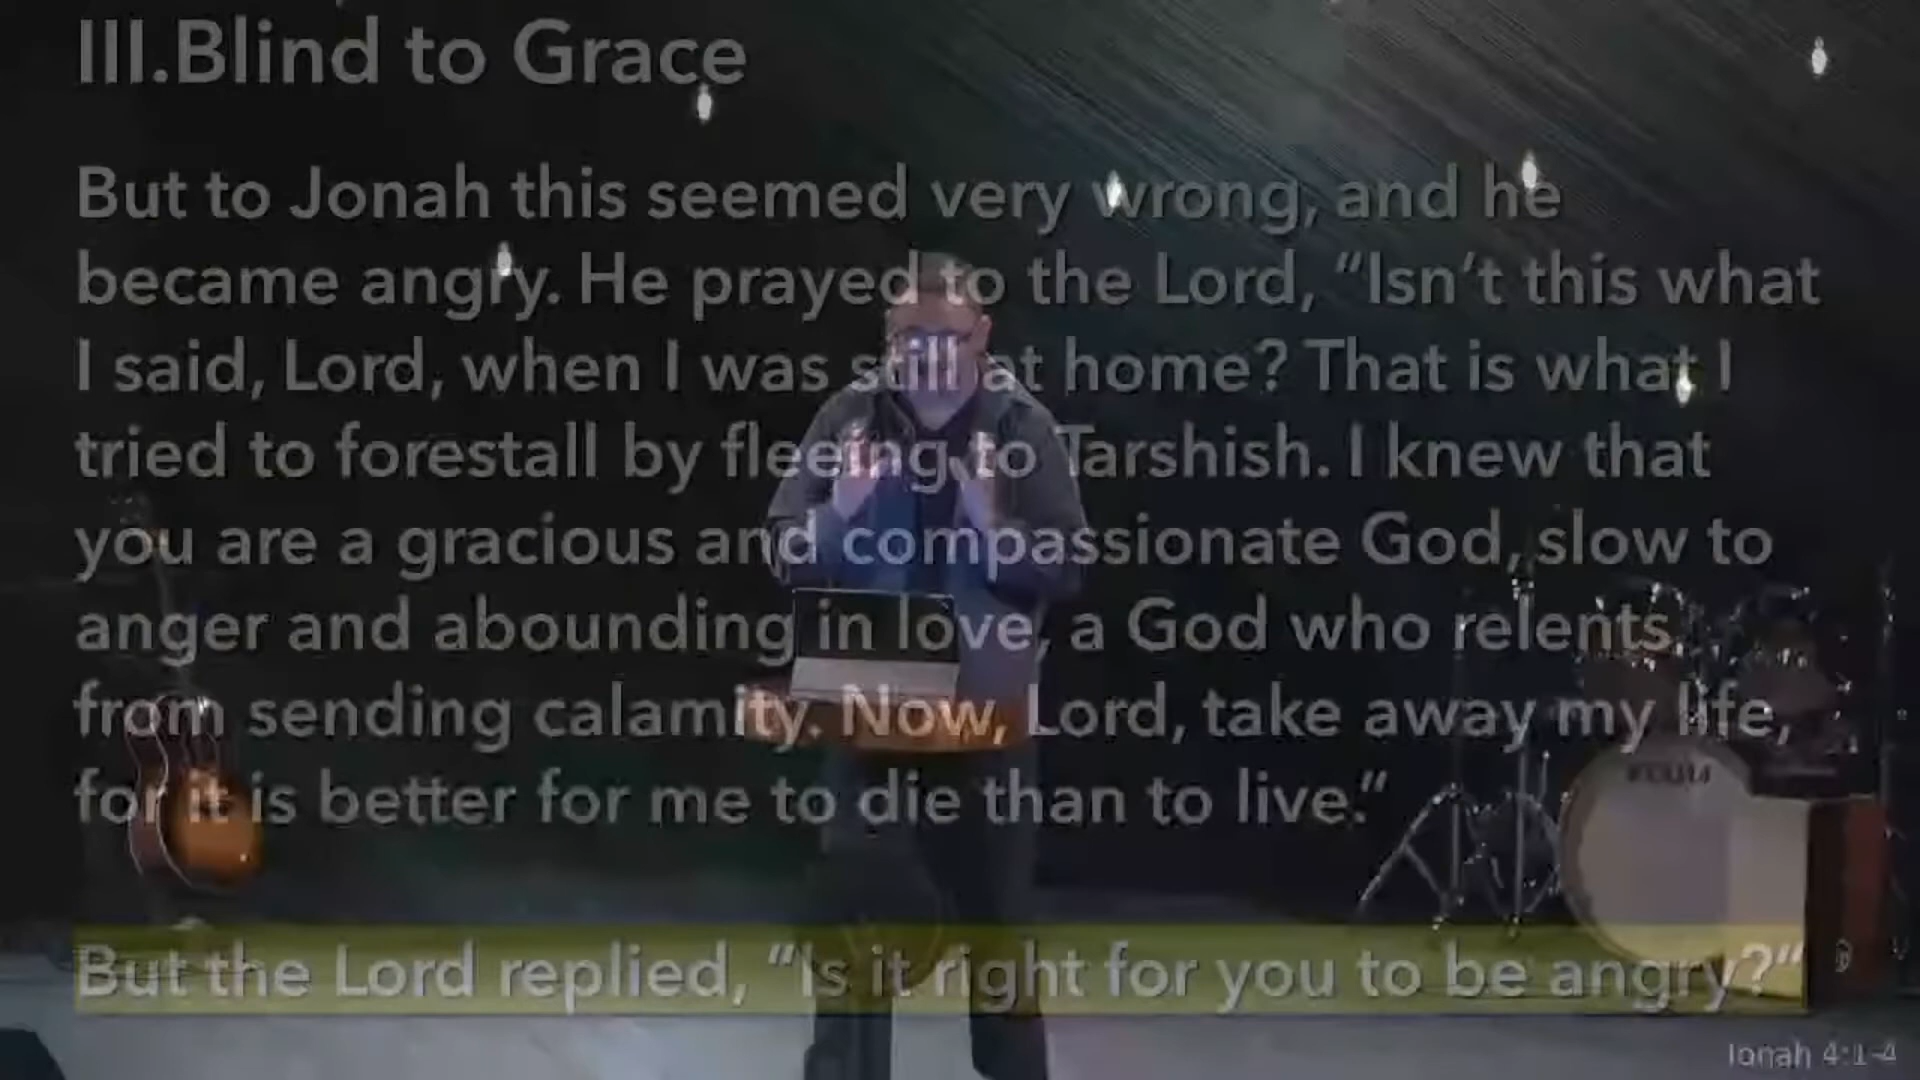 III.Blind to Grace
But to Jonah this seemed very wrong, and he
became angry. He prayed to the Lord, “Isn’t this what
I said, Lord, when I was still at home? That is what I
tried to forestall by fleeing to Tarshish. I knew that
you are a gracious and compassionate God, slow to
anger and abounding in love, a God who relents
from sending calamity. Now, Lord, take away my life,
for it is better for me to die than to live.”
But the Lord replied, “Is it right for you to be angry?”
Jonah 4:1-4
TAMA